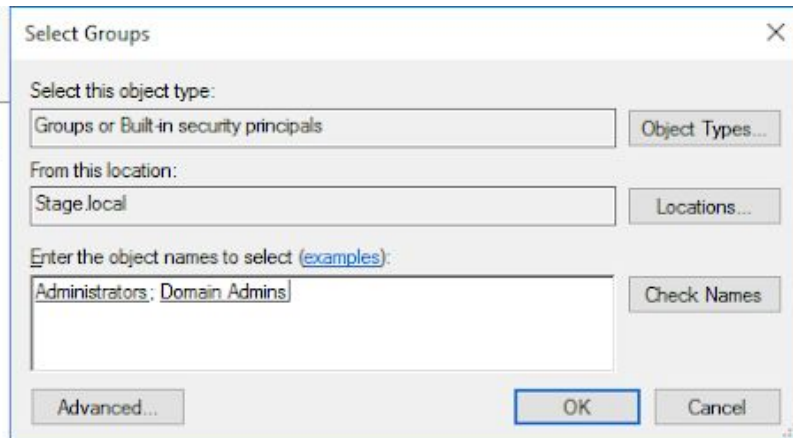 Select Groups
Select this object type:
Groups or Built-in security principals
Object Types...
From this location:
Stage.local
Locations...
Enter the object names to select (examples):
Administrators; Domain Admins
Check Names
Advanced...
OK
Cancel